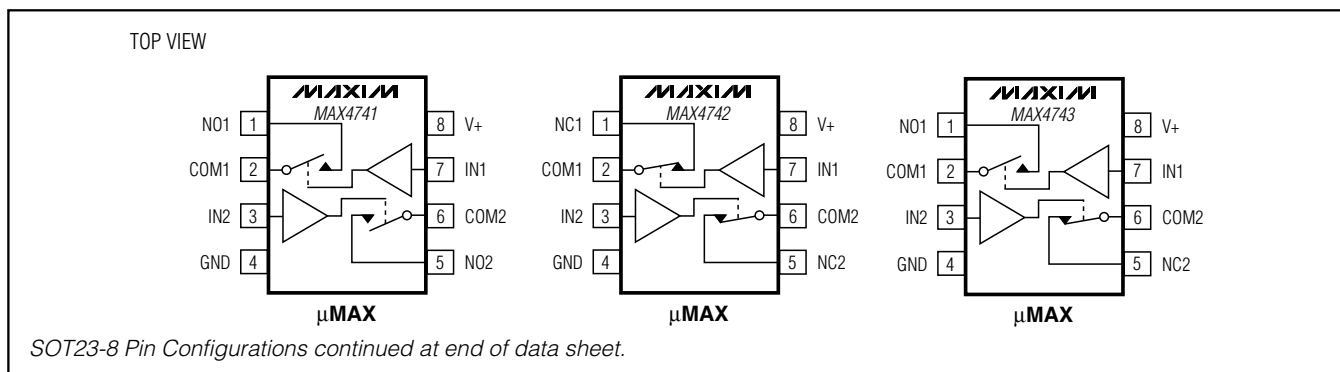 TOP VIEW
MAXIM
MAX4741
NO1 1
COM1 2
IN2 3
GND 4
8 V+
7 IN1
6 COM2
5 NO2
µMAX
MAXIM
MAX4742
NC1 1
COM1 2
IN2 3
GND 4
8 V+
7 IN1
6 COM2
5 NC2
µMAX
MAXIM
MAX4743
NO1 1
COM1 2
IN2 3
GND 4
8 V+
7 IN1
6 COM2
5 NC2
µMAX
SOT23-8 Pin Configurations continued at end of data sheet.